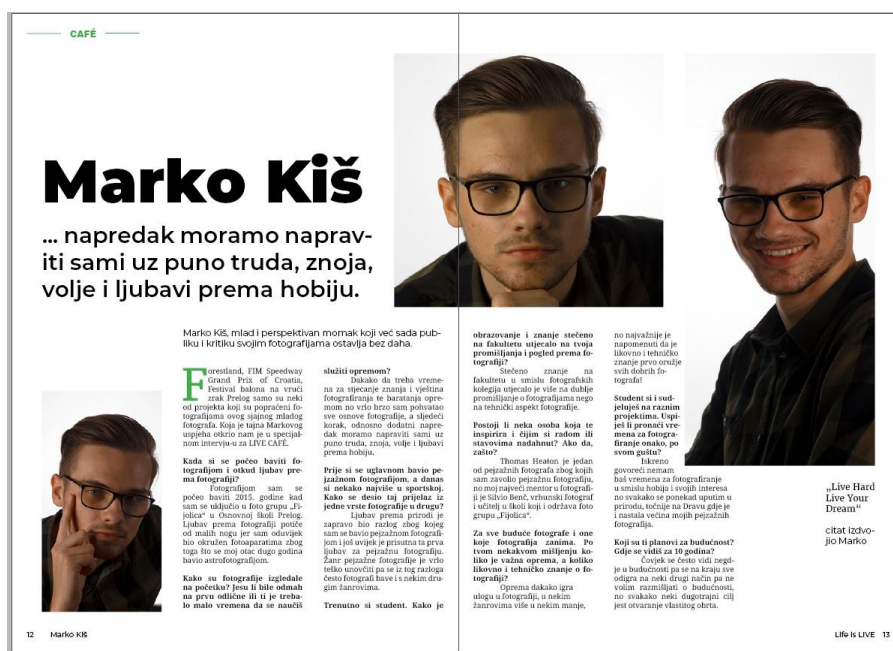 CAFÉ
Marko Kiš
... napredak moramo naprav-
iti sami uz puno truda, znoja,
volje i ljubavi prema hobiju.
Marko Kiš, mlad i perspektivan momak koji već sada pub-
liku i kritiku svojim fotografijama ostavlja bez daha.
Forestland, FIM Speedway
Grand Prix of Croatia,
Festival balona na vrući
zrak Prelog samo su neki
od projekata koji su popraćeni fo-
tografijama ovog sjajnog mladog
fotografa. Koja je tajna Markovog
uspjeha otkrio nam je u specijal-
nom intervju-u za LIVE CAFÉ.
Kada si se počeo baviti fo-
tografijom i otkud ljubav pre-
ma fotografiji?
Fotografijom sam se
počeo baviti 2015. godine kad
sam se uključio u foto grupu „Fi-
jolica“ u Osnovnoj školi Prelog.
Ljubav prema fotografiji potiče
od malih nogu jer sam oduvijek
bio okružen fotoaparatima zbog
toga što se moj otac dugo godina
bavio astrofotografijom.
Kako su fotografije izgledale
na početku? Jesu li bile odmah
na prvu odlične ili ti je treba-
lo malo vremena da se naučiš
služiti opremom?
Dakako da treba vreme-
na za stjecanje znanja i vještina
fotografiranja te baratanja opre-
mom no vrlo brzo sam pohvatao
sve osnove fotografije, a sljedeći
korak, odnosno dodatni napre-
dak moramo napraviti sami uz
puno truda, znoja, volje i ljubavi
prema hobiju.
Prije si se uglavnom bavio pe-
jzažnom fotografijom, a danas
si nekako najviše u sportskoj.
Kako se desio taj prijelaz iz
jedne vrste fotografije u drugu?
Ljubav prema prirodi je
zapravo bio razlog zbog kojeg
sam se bavio pejzažnom fotografi-
jom i još uvijek je prisutna ta prva
ljubav za pejzažnu fotografiju.
Žanr pejzažne fotografije je vrlo
teško unovčiti pa se iz tog razloga
često fotografi bave i s nekim dru-
gim žanrovima.
Trenutno si student. Kako je
obrazovanje i znanje stečeno
na fakultetu utjecalo na tvoja
promišljanja i pogled prema fo-
tografiji?
Stečeno znanje na
fakultetu u smislu fotografskih
kolegija utjecalo je više na dublje
promišljanje o fotografijama nego
na tehnički aspekt fotografije.
Postoji li neka osoba koja te
inspirira i čijim si radom ili
stavovima nadahnut? Ako da,
zašto?
Thomas Heaton je jedan
od pejzažnih fotografa zbog kojih
sam zavolio pejzažnu fotografiju,
no moj najveći mentor u fotografi-
ji je Silvio Benč, vrhunski fotograf
i učitelj u školi koji i održava foto
grupu „Fijolica“.
Za sve buduće fotografe i one
koje fotografija zanima. Po
tvom nekakvom mišljenju ko-
liko je važna oprema, a koliko
likovno i tehničko znanje o fo-
tografiji?
Oprema dakako igra
ulogu u fotografiji, u nekim
žanrovima više u nekim manje,
no najvažnije je
napomenuti da je
likovno i tehničko
znanje prvo oružje
svih dobrih fo-
tografa!
Student si i sud-
jeluješ na raznim
projektima. Uspi-
ješ li pronaći vre-
mena za fotogra-
firanje onako, po
svom guštu?
Iskreno
govoreći nemam
baš vremena za fotografiranje
u smislu hobija i svojih interesa
no svakako se ponekad uputim u
prirodu, točnije na Dravu gdje je
i nastala većina mojih pejzažnih
fotografija.
Koji su ti planovi za budućnost?
Gdje se vidiš za 10 godina?
Čovjek se često vidi negd-
je u budućnosti pa se na kraju sve
odigra na neki drugi način pa ne
volim razmišljati o budućnosti,
no svakako neki dugotrajni cilj
jest otvaranje vlastitog obrta.
„Live Hard
Live Your
Dream“
citat izdvo-
jio Marko
12 Marko Kiš
Life is LIVE 13